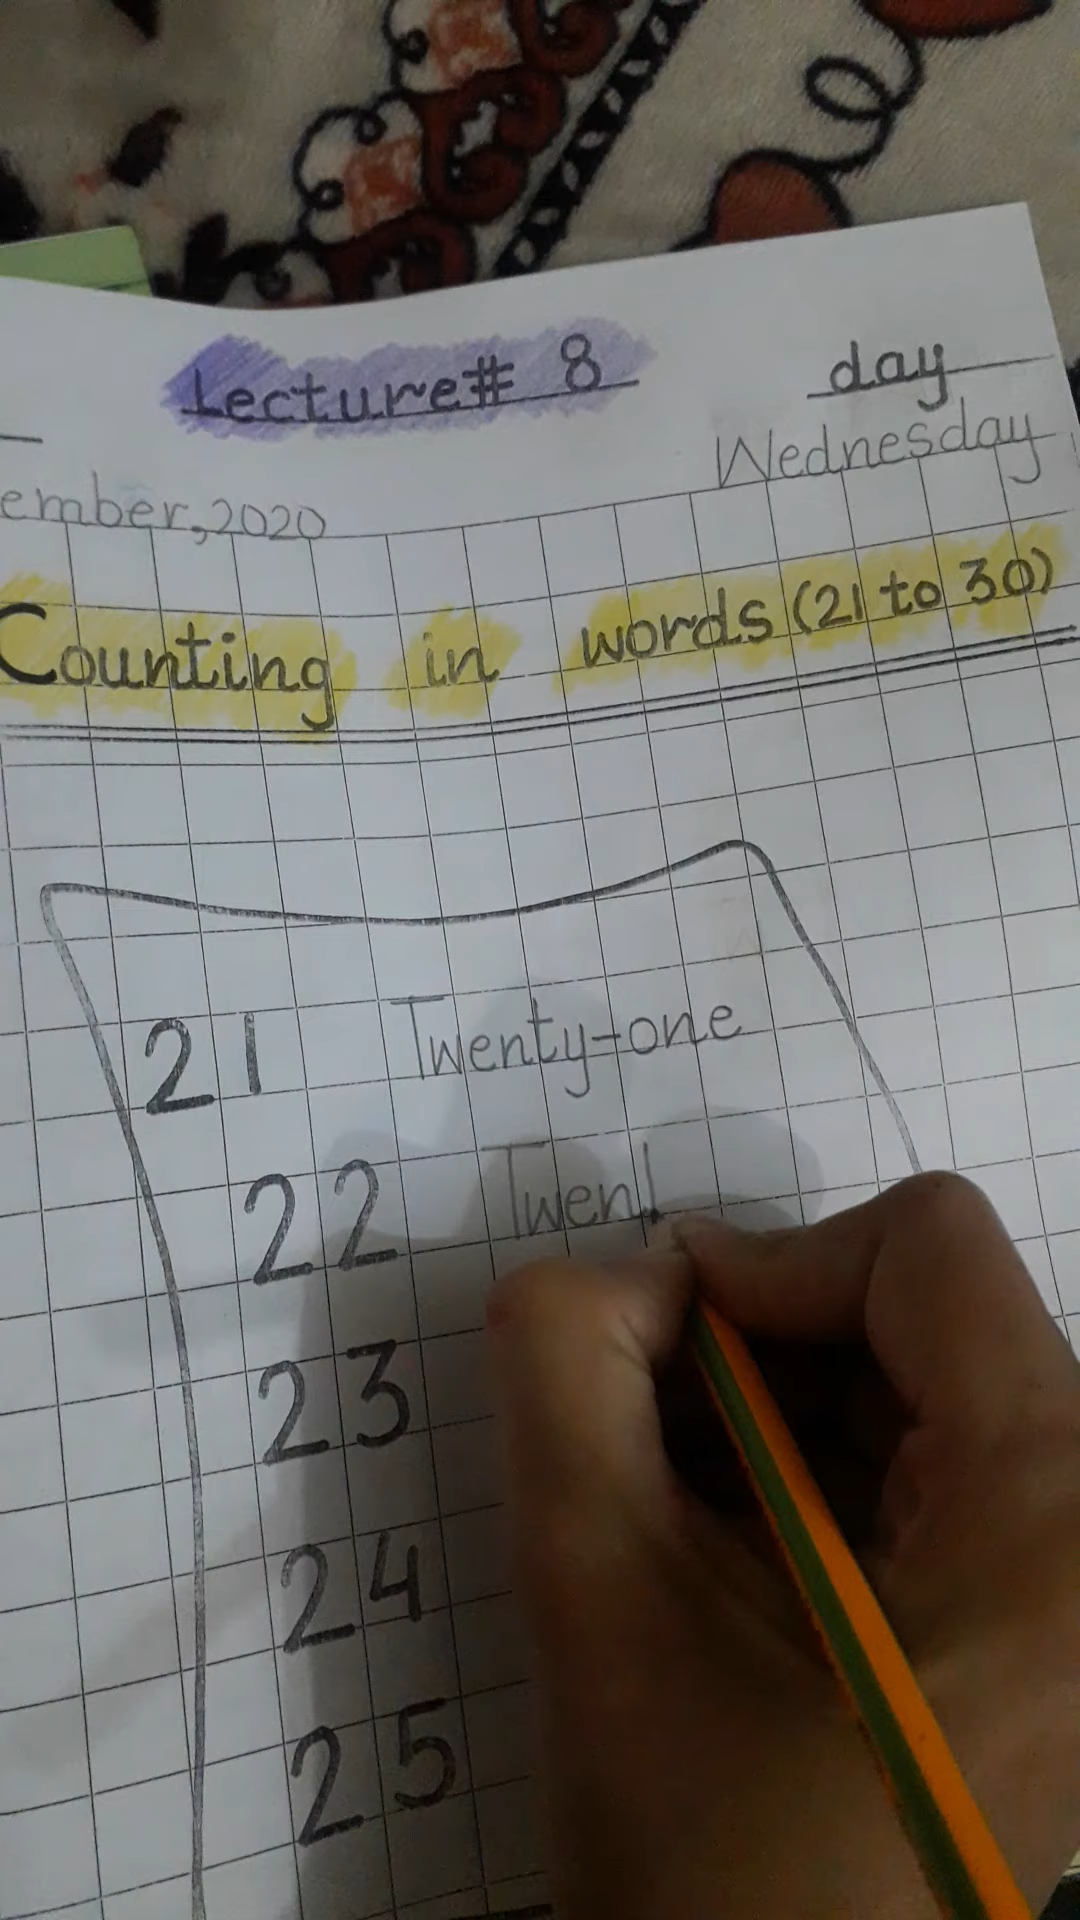 Lecture# 8
day
Wednesday
ember, 2020
Counting in words (21 to 30)
21 Twenty-one
22 Twen
23
24
25